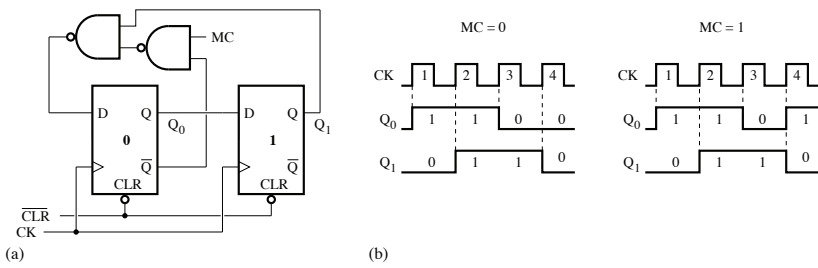 MC
D Q
Q0
0
Q
CLR
D Q
Q1
1
Q
CLR
CLR
CK
(a)
MC = 0
CK 1 2 3 4
Q0 1 1 0 0
Q1 0 1 1 0
MC = 1
CK 1 2 3 4
Q0 1 1 0 1
Q1 0 1 1 0
(b)